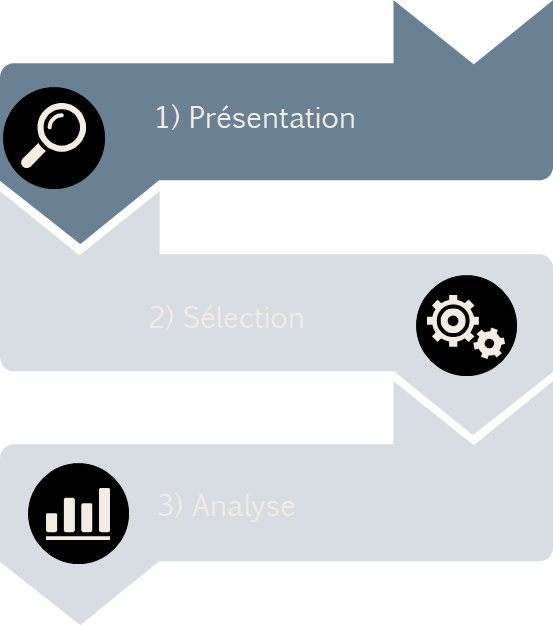 1) Présentation
2) Sélection
3) Analyse